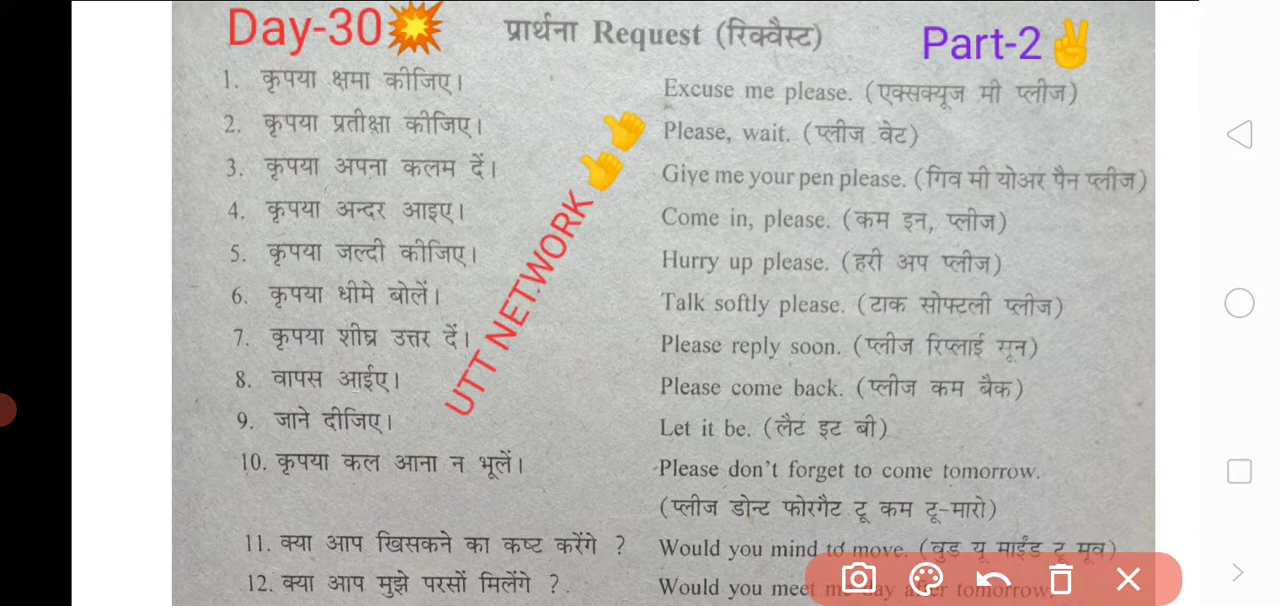 Day-30💥 प्रार्थना Request (रिक्वैस्ट) Part-2✌
1. कृपया क्षमा कीजिए। Excuse me please. (एक्सक्यूज मी प्लीज)
2. कृपया प्रतीक्षा कीजिए। Please, wait. (प्लीज वेट)
3. कृपया अपना कलम दें। Give me your pen please. (गिव मी योअर पैन प्लीज)
4. कृपया अन्दर आइए। Come in, please. (कम इन, प्लीज)
5. कृपया जल्दी कीजिए। Hurry up please. (हरी अप प्लीज)
6. कृपया धीमे बोलें। Talk softly please. (टाक सोफ्टली प्लीज)
7. कृपया शीघ्र उत्तर दें। Please reply soon. (प्लीज रिप्लाई सून)
8. वापस आईए। Please come back. (प्लीज कम बैक)
9. जाने दीजिए। Let it be. (लैट इट बी)
10. कृपया कल आना न भूलें। Please don't forget to come tomorrow.
(प्लीज डोन्ट फोरगैट टू कम टू-मारो)
11. क्या आप खिसकने का कष्ट करेंगे ? Would you mind to move. (वुड यू माईंड टू मूव)
12. क्या आप मुझे परसों मिलेंगे ? Would you meet me day after tomorrow.
UTT NETWORK